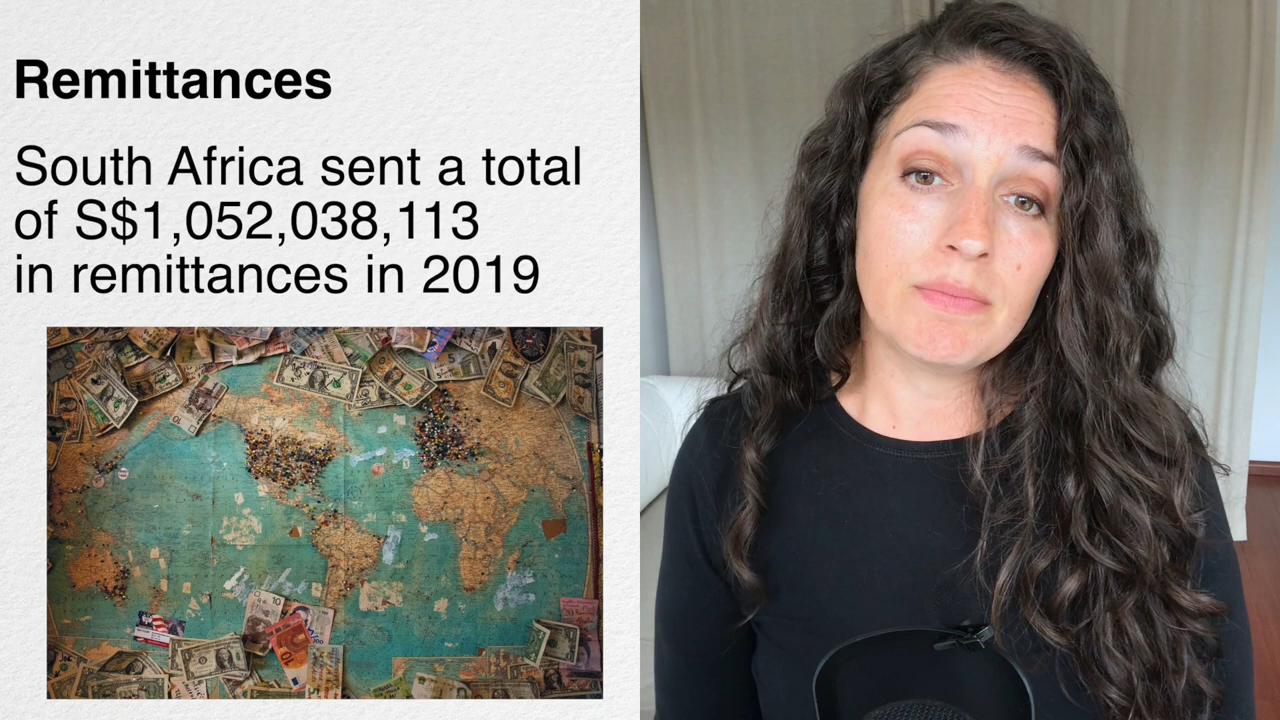 Remittances
South Africa sent a total
of S$1,052,038,113
in remittances in 2019